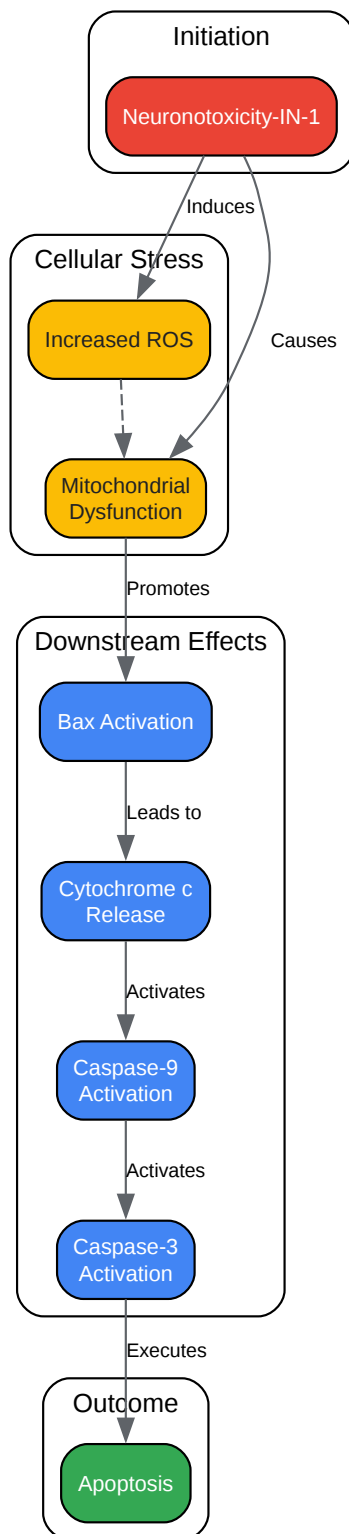 Initiation
Neuronotoxicity-IN-1
Induces
Cellular Stress
Increased ROS
Causes
Mitochondrial
Dysfunction
Promotes
Downstream Effects
Bax Activation
Leads to
Cytochrome c
Release
Activates
Caspase-9
Activation
Activates
Caspase-3
Activation
Executes
Outcome
Apoptosis